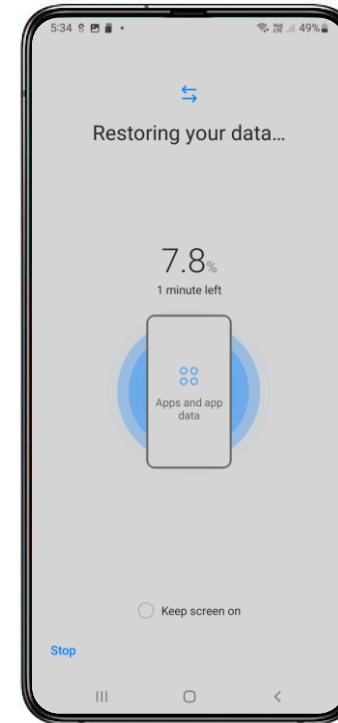 5:34 49%
Restoring your data...
7.8%
1 minute left
Apps and app
data
Keep screen on
Stop